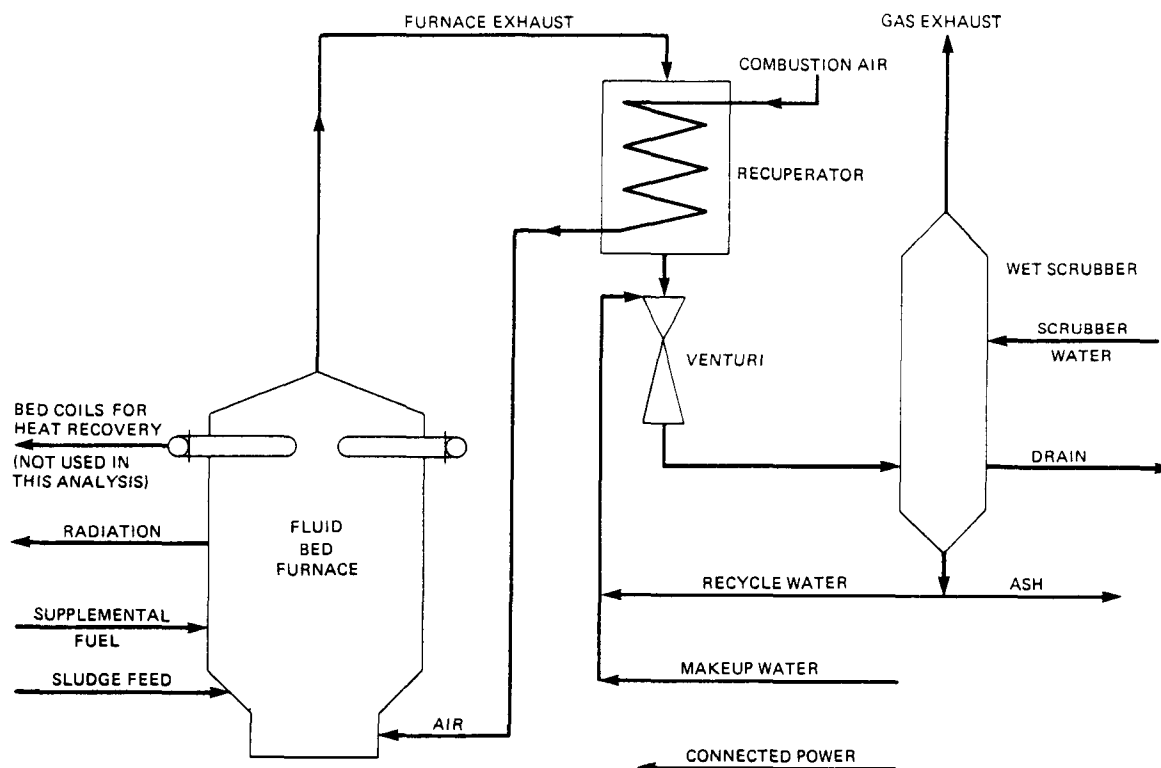 FURNACE EXHAUST
GAS EXHAUST
COMBUSTION AIR
RECUPERATOR
WET SCRUBBER
SCRUBBER
WATER
VENTURI
BED COILS FOR
HEAT RECOVERY
(NOT USED IN
THIS ANALYSIS)
DRAIN
RADIATION
FLUID
BED
FURNACE
RECYCLE WATER
ASH
SUPPLEMENTAL
FUEL
SLUDGE FEED
MAKEUP WATER
AIR
CONNECTED POWER